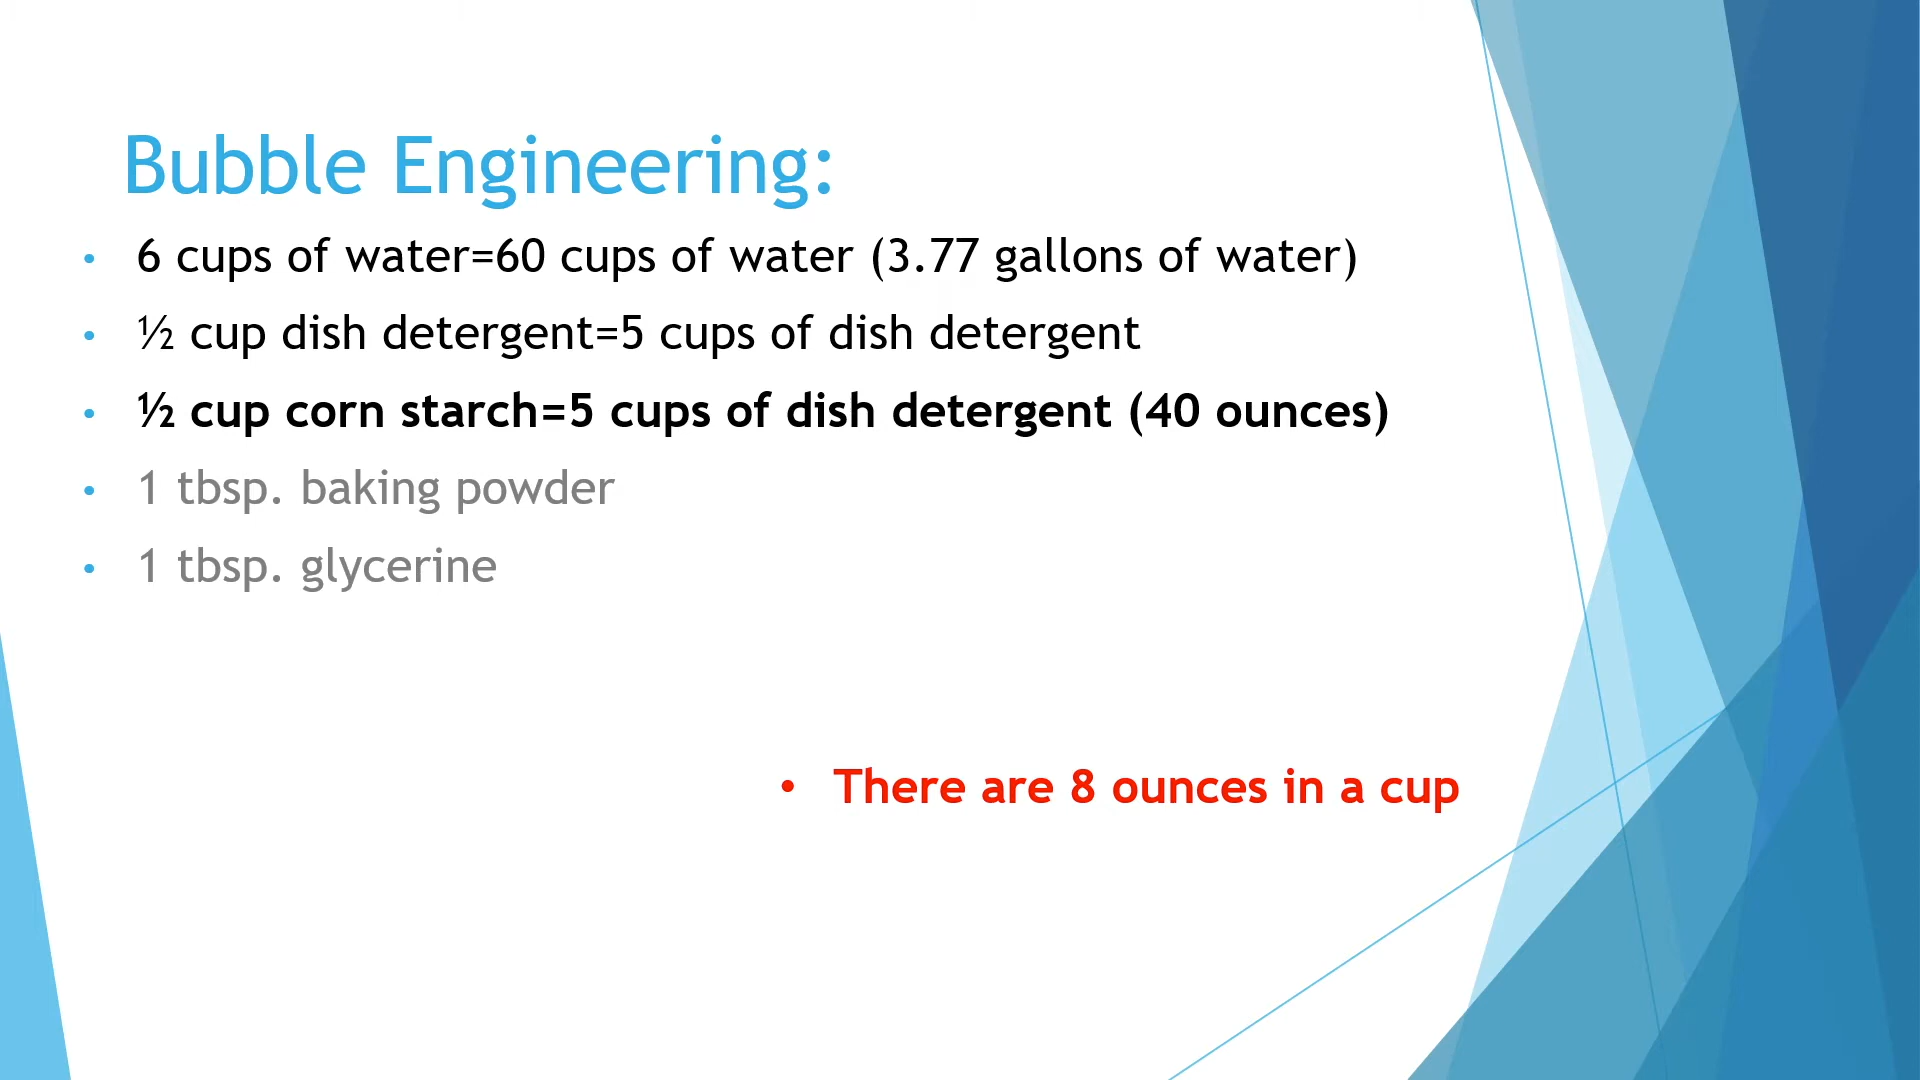 Bubble Engineering:
• 6 cups of water=60 cups of water (3.77 gallons of water)
• ½ cup dish detergent=5 cups of dish detergent
• ½ cup corn starch=5 cups of dish detergent (40 ounces)
• 1 tbsp. baking powder
• 1 tbsp. glycerine
• There are 8 ounces in a cup